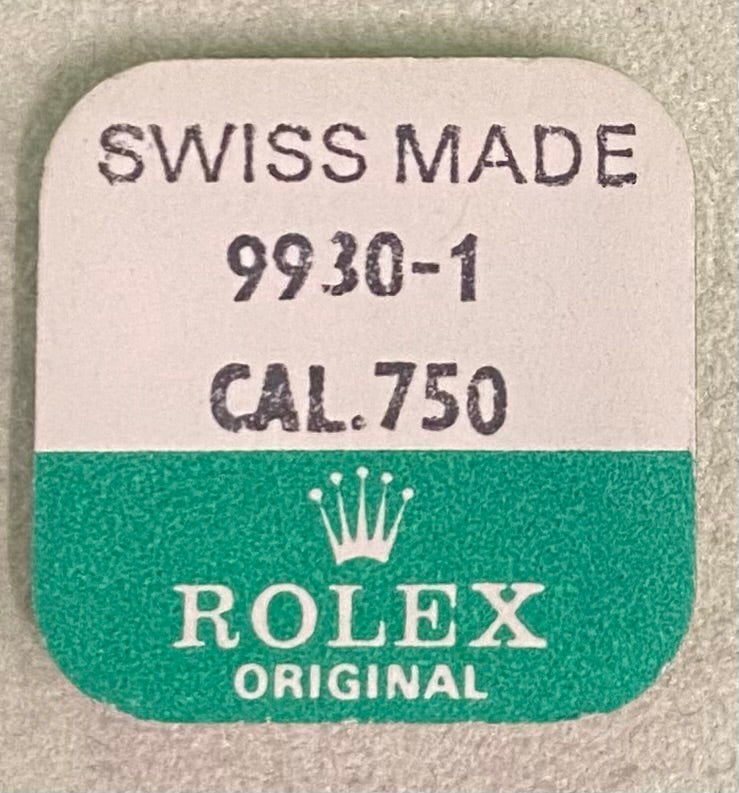 SWISS MADE
9930-1
CAL.750
ROLEX
ORIGINAL